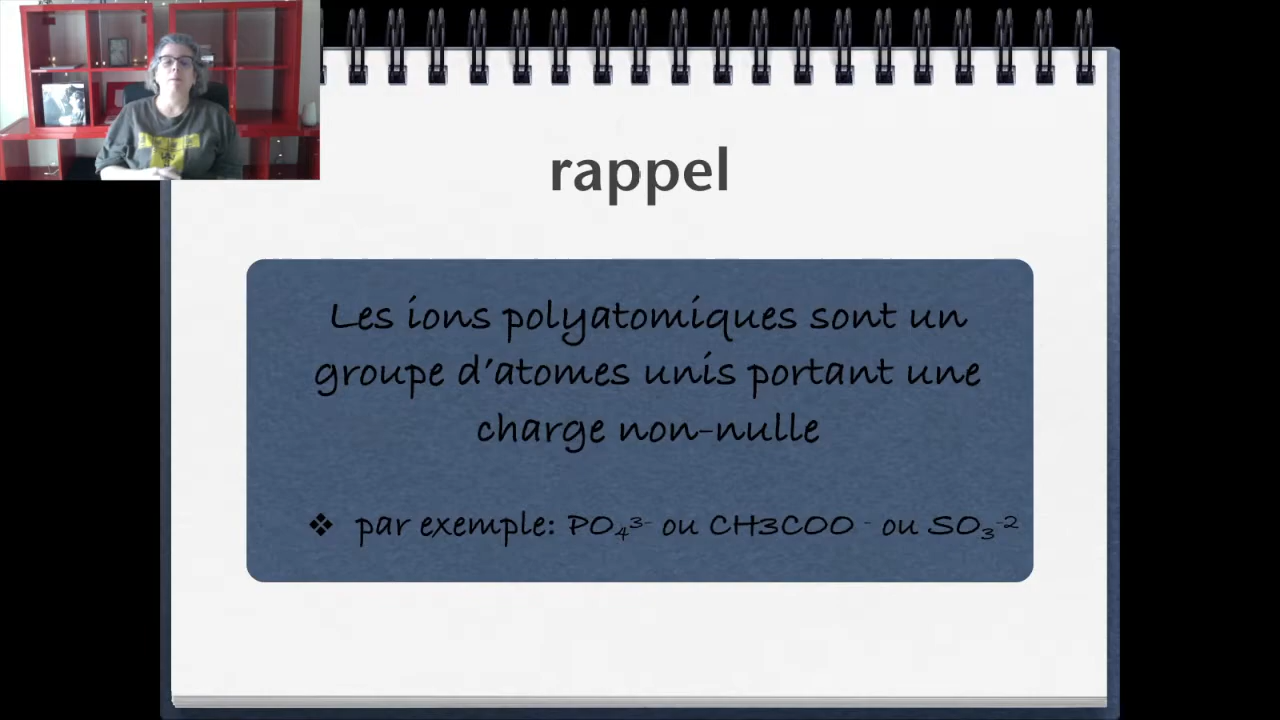 rappel
Les ions polyatomiques sont un
groupe d'atomes unis portant une
charge non-nulle
❖ par exemple: PO₄³⁻ ou CH3COO ⁻ ou SO₃⁻²